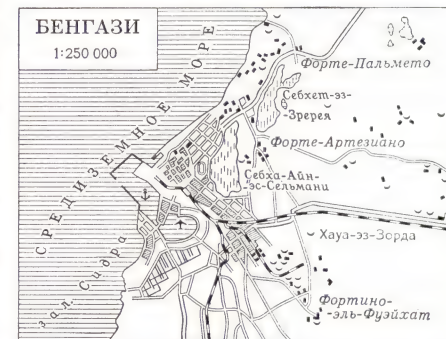 БЕНГАЗИ
1:250 000
СРЕДИЗЕМНОЕ МОРЕ
Форте-Пальмето
Себхет-эз-
-Зререя
Форте-Артезиано
Себха-Айн-
-эс-Сельмани
Хауа-эз-Зорда
зал. Сидра
Фортино-
-эль-Фуэйхат